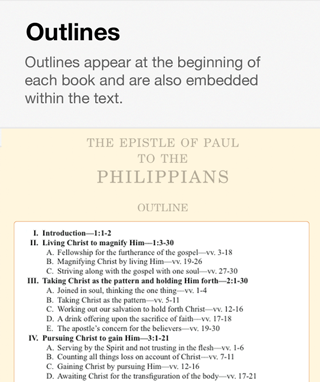 Outlines
Outlines appear at the beginning of
each book and are also embedded
within the text.
THE EPISTLE OF PAUL
TO THE
PHILIPPIANS
OUTLINE
I. Introduction—1:1-2
II. Living Christ to magnify Him—1:3-30
A. Fellowship for the furtherance of the gospel—vv. 3-18
B. Magnifying Christ by living Him—vv. 19-26
C. Striving along with the gospel with one soul—vv. 27-30
III. Taking Christ as the pattern and holding Him forth—2:1-30
A. Joined in soul, thinking the one thing—vv. 1-4
B. Taking Christ as the pattern—vv. 5-11
C. Working out our salvation to hold forth Christ—vv. 12-16
D. A drink offering upon the sacrifice of faith—vv. 17-18
E. The apostle's concern for the believers—vv. 19-30
IV. Pursuing Christ to gain Him—3:1-21
A. Serving by the Spirit and not trusting in the flesh—vv. 1-6
B. Counting all things loss on account of Christ—vv. 7-11
C. Gaining Christ by pursuing Him—vv. 12-16
D. Awaiting Christ for the transfiguration of the body—vv. 17-21